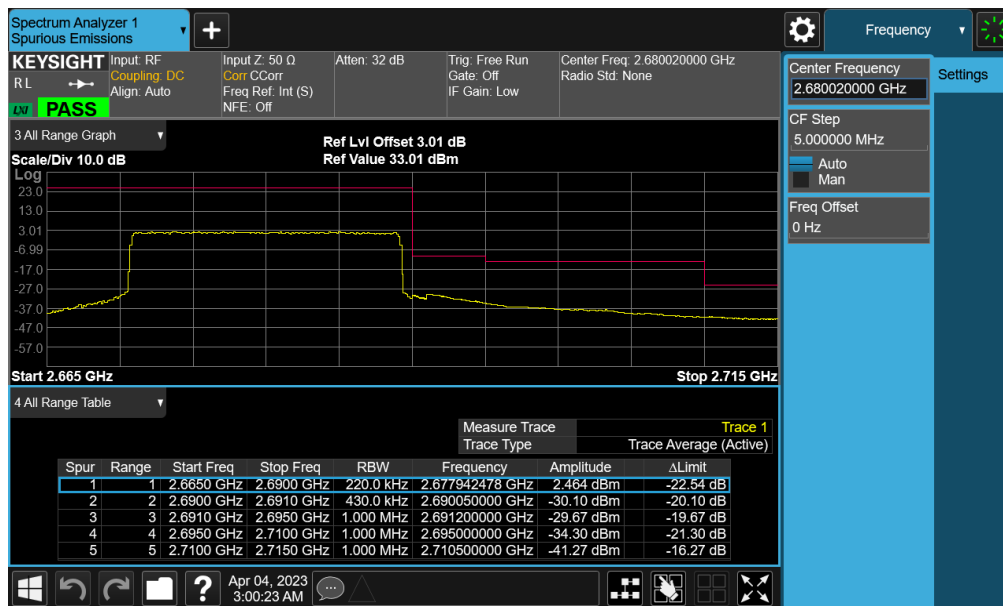 Spectrum Analyzer 1
Spurious Emissions
Frequency
KEYSIGHT Input: RF Input Z: 50 Ω Atten: 32 dB Trig: Free Run Center Freq: 2.680020000 GHz
R L Coupling: DC Corr CCorr Gate: Off Radio Std: None
Align: Auto Freq Ref: Int (S) IF Gain: Low
LXI PASS NFE: Off
Center Frequency
2.680020000 GHz
Settings
CF Step
5.000000 MHz
Auto
Man
Freq Offset
0 Hz
3 All Range Graph
Ref Lvl Offset 3.01 dB
Scale/Div 10.0 dB Ref Value 33.01 dBm
Log
23.0
13.0
3.01
-6.99
-17.0
-27.0
-37.0
-47.0
-57.0
Start 2.665 GHz Stop 2.715 GHz
4 All Range Table
Measure Trace Trace 1
Trace Type Trace Average (Active)
Spur Range Start Freq Stop Freq RBW Frequency Amplitude ΔLimit
1 1 2.6650 GHz 2.6900 GHz 220.0 kHz 2.677942478 GHz 2.464 dBm -22.54 dB
2 2 2.6900 GHz 2.6910 GHz 430.0 kHz 2.690050000 GHz -30.10 dBm -20.10 dB
3 3 2.6910 GHz 2.6950 GHz 1.000 MHz 2.691200000 GHz -29.67 dBm -19.67 dB
4 4 2.6950 GHz 2.7100 GHz 1.000 MHz 2.695000000 GHz -34.30 dBm -21.30 dB
5 5 2.7100 GHz 2.7150 GHz 1.000 MHz 2.710500000 GHz -41.27 dBm -16.27 dB
? Apr 04, 2023
3:00:23 AM